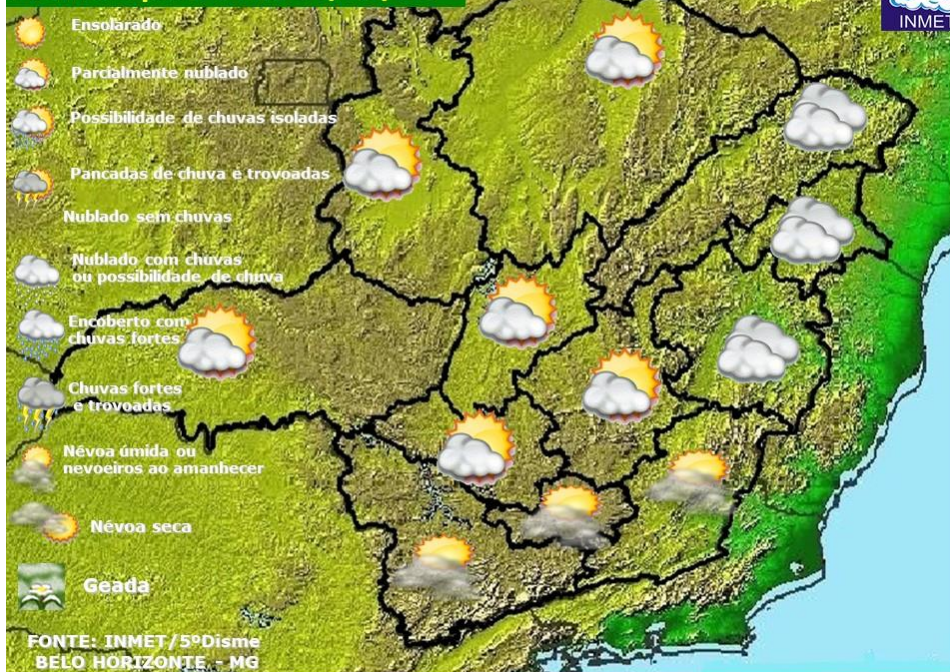 INMET
Ensolarado
Parcialmente nublado
Possibilidade de chuvas isoladas
Pancadas de chuva e trovoadas
Nublado sem chuvas
Nublado com chuvas
ou possibilidade de chuva
Encoberto com
chuvas fortes
Chuvas fortes
e trovoadas
Névoa úmida ou
nevoeiros ao amanhecer
Névoa seca
Geada
FONTE: INMET/5ºDisme
BELO HORIZONTE - MG